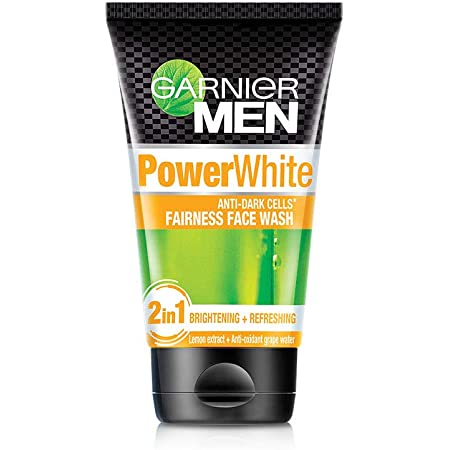 GARNIER
MEN
PowerWhite
ANTI-DARK CELLS*
FAIRNESS FACE WASH
2in1 BRIGHTENING + REFRESHING
Lemon extract + Anti-oxidant grape water